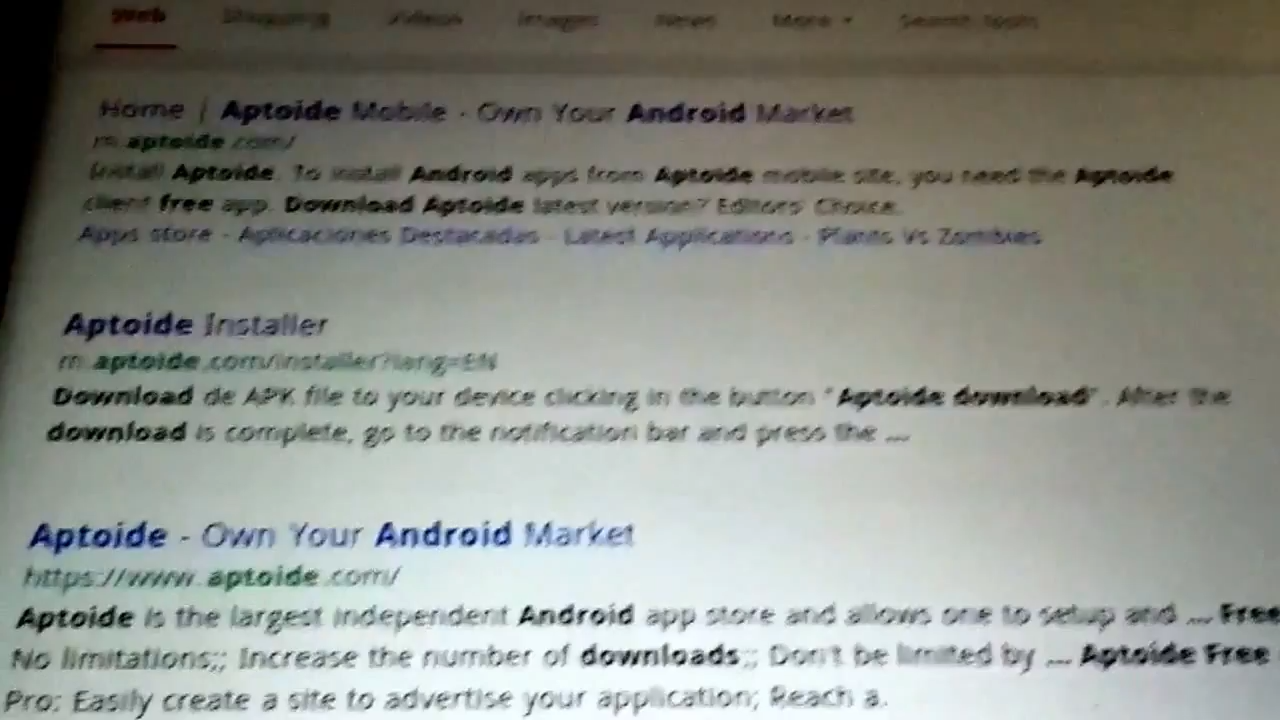 Web Shopping Videos Images News More Search tools
Home | Aptoide Mobile - Own Your Android Market
m.aptoide.com/
Install Aptoide. To install Android apps from Aptoide mobile site, you need the Aptoide
client free app. Download Aptoide latest version? Editors' Choice.
Apps store - Aplicaciones Destacadas - Latest Applications - Plants Vs Zombies
Aptoide Installer
m.aptoide.com/installer?lang=EN
Download de APK file to your device clicking in the button "Aptoide download". After the
download is complete, go to the notification bar and press the ...
Aptoide - Own Your Android Market
https://www.aptoide.com/
Aptoide is the largest independent Android app store and allows one to setup and ... Free
No limitations;; Increase the number of downloads;; Don't be limited by ... Aptoide Free
Pro: Easily create a site to advertise your application; Reach a.